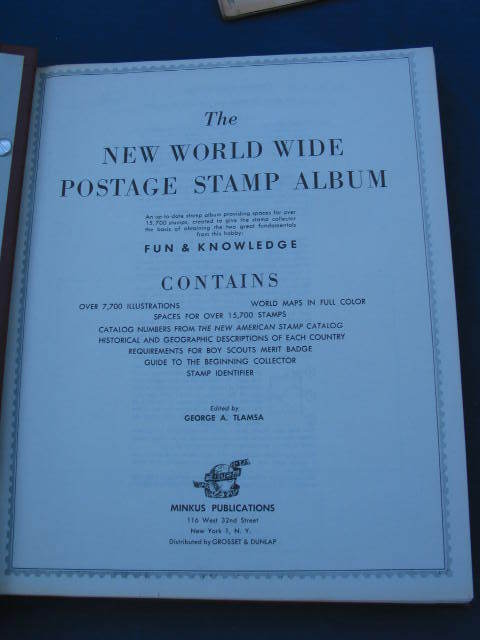 The
NEW WORLD WIDE
POSTAGE STAMP ALBUM
An up-to-date stamp album providing spaces for over
15,700 stamps, created to give the stamp collector
the basis of obtaining the two great fundamentals
from this hobby:
FUN & KNOWLEDGE
CONTAINS
OVER 7,700 ILLUSTRATIONS WORLD MAPS IN FULL COLOR
SPACES FOR OVER 15,700 STAMPS
CATALOG NUMBERS FROM THE NEW AMERICAN STAMP CATALOG
HISTORICAL AND GEOGRAPHIC DESCRIPTIONS OF EACH COUNTRY
REQUIREMENTS FOR BOY SCOUTS MERIT BADGE
GUIDE TO THE BEGINNING COLLECTOR
STAMP IDENTIFIER
Edited by
GEORGE A. TLAMSA
MINKUS PUBLICATIONS
116 West 32nd Street
New York 1, N. Y.
Distributed by GROSSET & DUNLAP